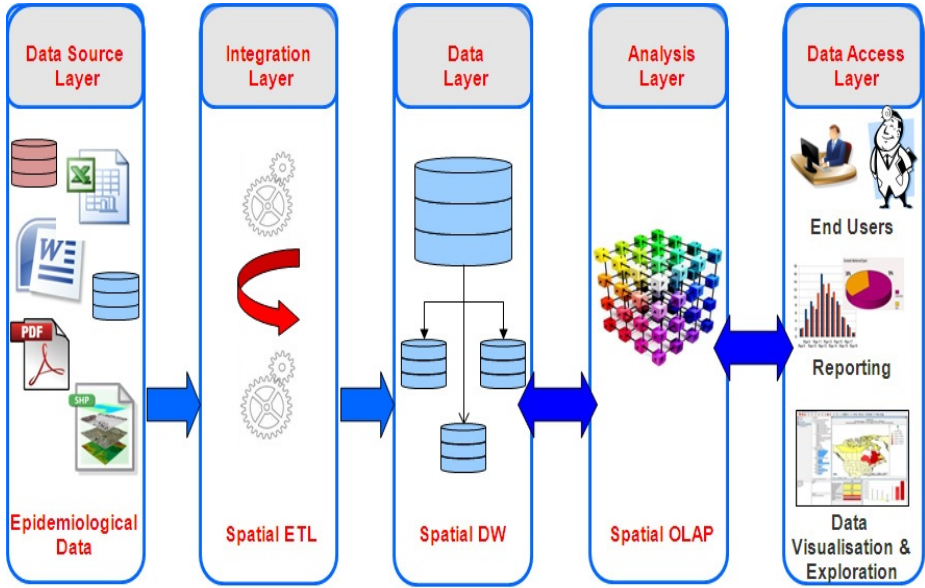 Data Source
Layer
Integration
Layer
Data
Layer
Analysis
Layer
Data Access
Layer
X
W
PDF
SHP
End Users
Reporting
Epidemiological
Data
Spatial ETL
Spatial DW
Spatial OLAP
Data
Visualisation &
Exploration